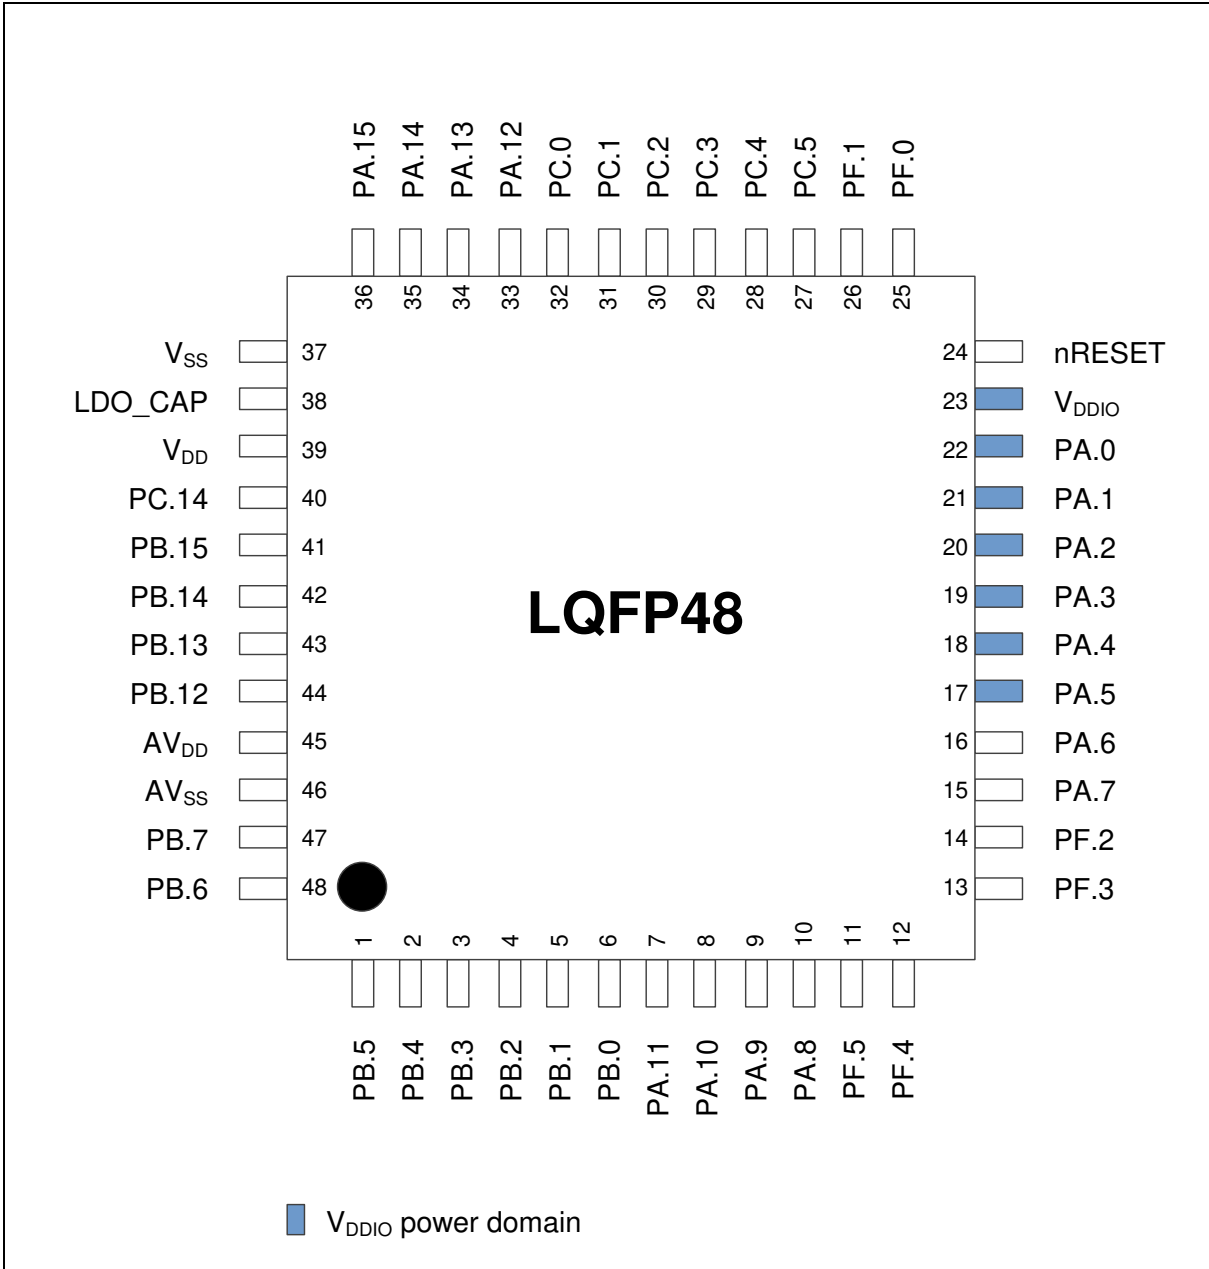 PA.15
PA.14
PA.13
PA.12
PC.0
PC.1
PC.2
PC.3
PC.4
PC.5
PF.1
PF.0
36
35
34
33
32
31
30
29
28
27
26
25
VSS 37
LDO_CAP 38
VDD 39
PC.14 40
PB.15 41
PB.14 42
PB.13 43
PB.12 44
AVDD 45
AVSS 46
PB.7 47
PB.6 48
LQFP48
24 nRESET
23 VDDIO
22 PA.0
21 PA.1
20 PA.2
19 PA.3
18 PA.4
17 PA.5
16 PA.6
15 PA.7
14 PF.2
13 PF.3
1
2
3
4
5
6
7
8
9
10
11
12
PB.5
PB.4
PB.3
PB.2
PB.1
PB.0
PA.11
PA.10
PA.9
PA.8
PF.5
PF.4
VDDIO power domain